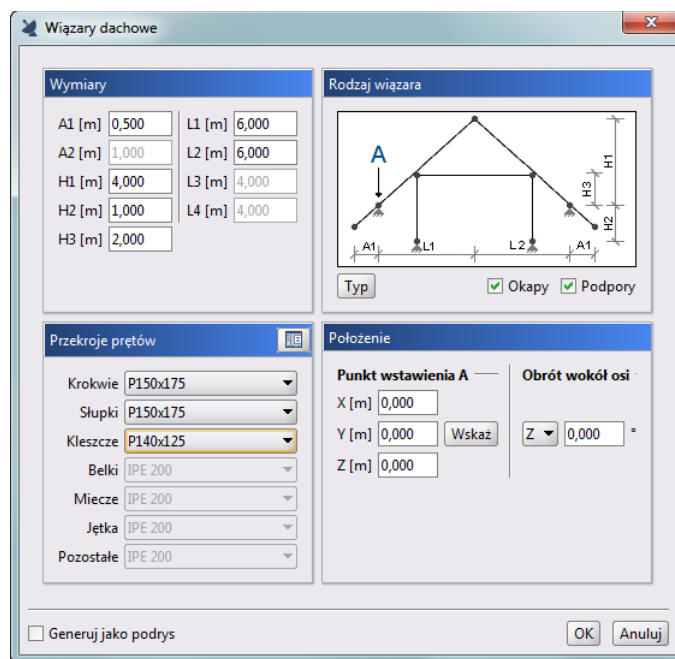 Wiązary dachowe
x
Wymiary
A1 [m] 0,500 L1 [m] 6,000
A2 [m] 1,000 L2 [m] 6,000
H1 [m] 4,000 L3 [m] 4,000
H2 [m] 1,000 L4 [m] 4,000
H3 [m] 2,000
Rodzaj wiązara
A
H1
H3
H2
A1 L1 L2 A1
Typ Okapy Podpory
Przekroje prętów
Krokwie P150x175
Słupki P150x175
Kleszcze P140x125
Belki IPE 200
Miecze IPE 200
Jętka IPE 200
Pozostałe IPE 200
Położenie
Punkt wstawienia A Obrót wokół osi
X [m] 0,000
Y [m] 0,000 Wskaż Z 0,000 °
Z [m] 0,000
Generuj jako podrys OK Anuluj